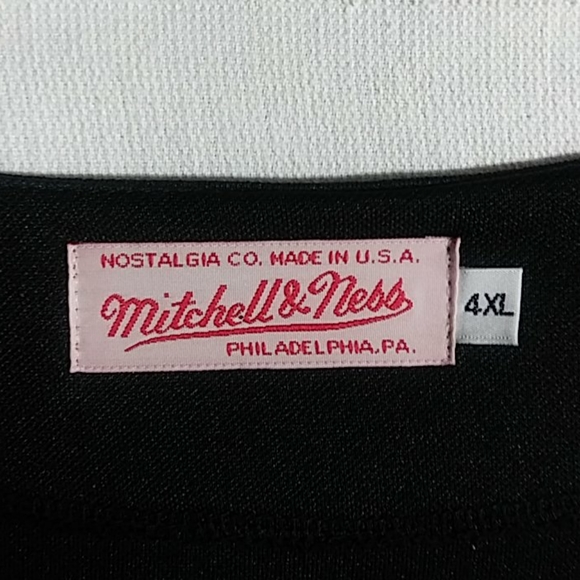 NOSTALGIA CO. MADE IN U.S.A.
Mitchell & Ness
PHILADELPHIA, PA.
4XL